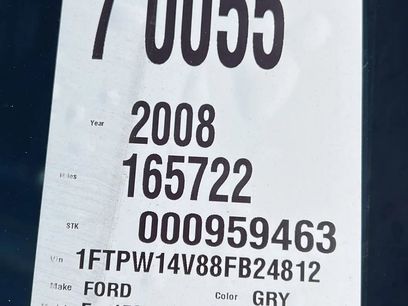 7 0055
Year 2008
Miles 165722
STK 000959463
Vin 1FTPW14V88FB24812
Make FORD Color GRY